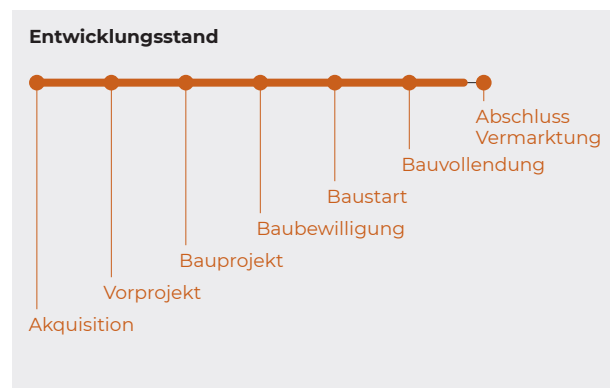 Entwicklungsstand
Abschluss
Vermarktung
Bauvollendung
Baustart
Baubewilligung
Bauprojekt
Vorprojekt
Akquisition